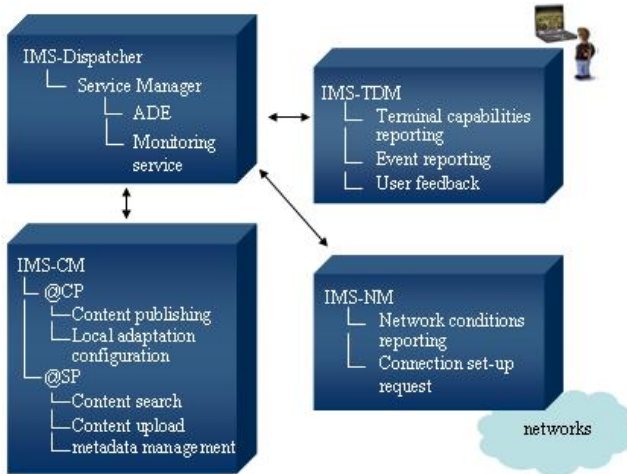 IMS-Dispatcher
Service Manager
ADE
Monitoring
service
IMS-TDM
Terminal capabilities
reporting
Event reporting
User feedback
IMS-CM
@CP
Content publishing
Local adaptation
configuration
@SP
Content search
Content upload
metadata management
IMS-NM
Network conditions
reporting
Connection set-up
request
networks